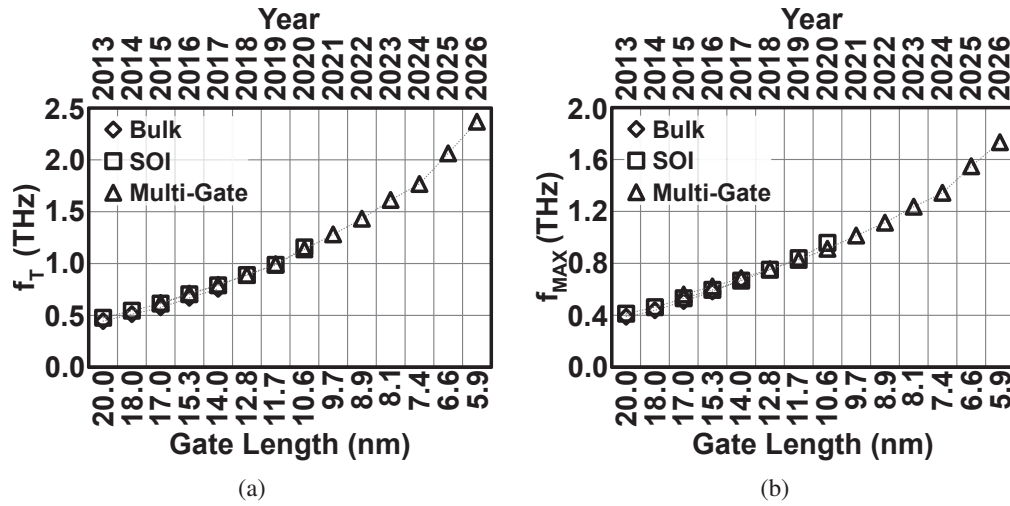 Year
2013 2014 2015 2016 2017 2018 2019 2020 2021 2022 2023 2024 2025 2026
2.5
2.0
1.5
1.0
0.5
0.0
f_T (THz)
Bulk
SOI
Multi-Gate
20.0 18.0 17.0 15.3 14.0 12.8 11.7 10.6 9.7 8.9 8.1 7.4 6.6 5.9
Gate Length (nm)
(a)
Year
2013 2014 2015 2016 2017 2018 2019 2020 2021 2022 2023 2024 2025 2026
2.0
1.6
1.2
0.8
0.4
0.0
f_MAX (THz)
Bulk
SOI
Multi-Gate
20.0 18.0 17.0 15.3 14.0 12.8 11.7 10.6 9.7 8.9 8.1 7.4 6.6 5.9
Gate Length (nm)
(b)